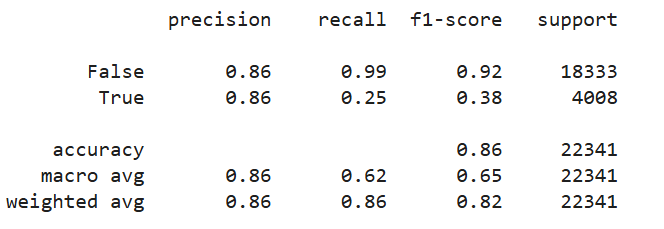 precision recall f1-score support
False 0.86 0.99 0.92 18333
True 0.86 0.25 0.38 4008
accuracy 0.86 22341
macro avg 0.86 0.62 0.65 22341
weighted avg 0.86 0.86 0.82 22341